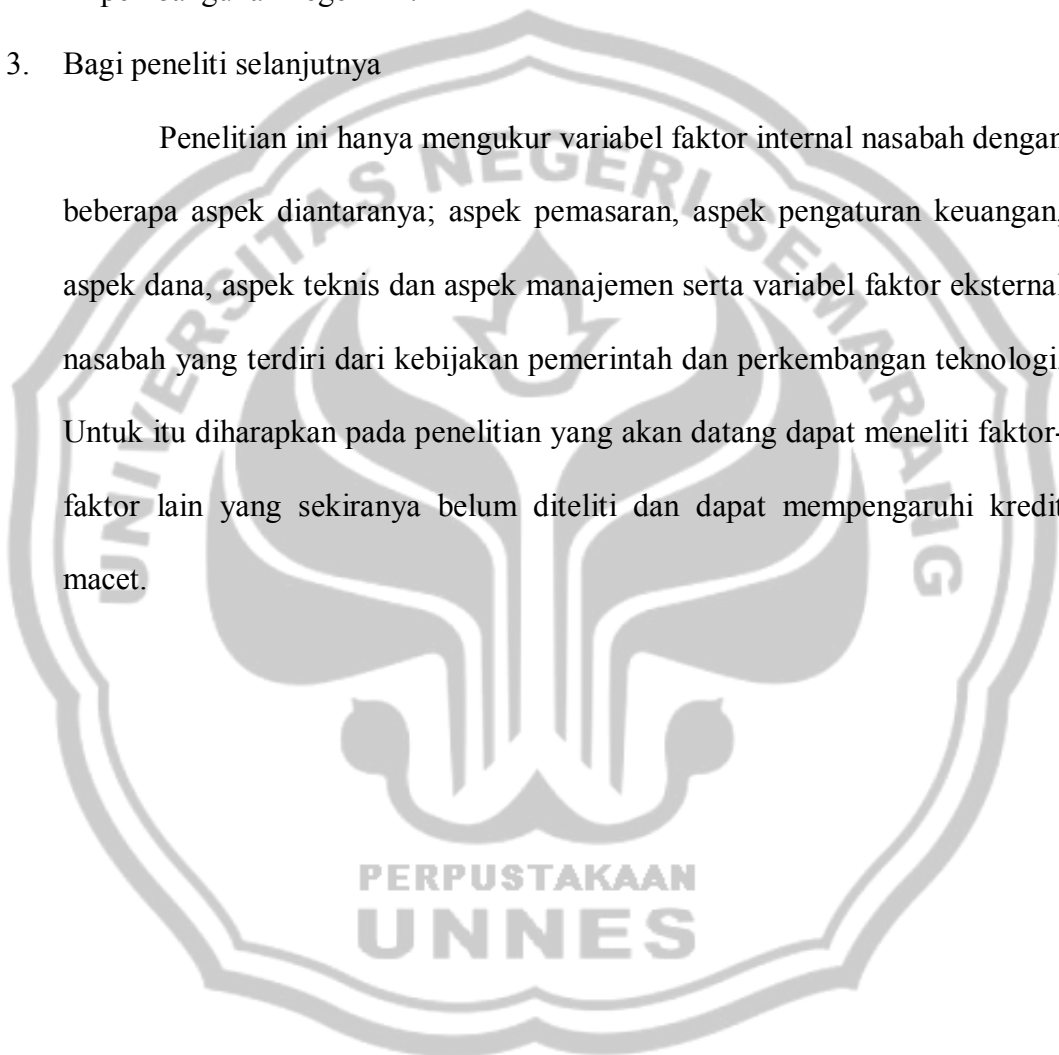 3. Bagi peneliti selanjutnya
Penelitian ini hanya mengukur variabel faktor internal nasabah dengan
beberapa aspek diantaranya; aspek pemasaran, aspek pengaturan keuangan,
aspek dana, aspek teknis dan aspek manajemen serta variabel faktor eksternal
nasabah yang terdiri dari kebijakan pemerintah dan perkembangan teknologi.
Untuk itu diharapkan pada penelitian yang akan datang dapat meneliti faktor-
faktor lain yang sekiranya belum diteliti dan dapat mempengaruhi kredit
macet.
UNIVERSITAS NEGERI SEMARANG
PERPUSTAKAAN
UNNES